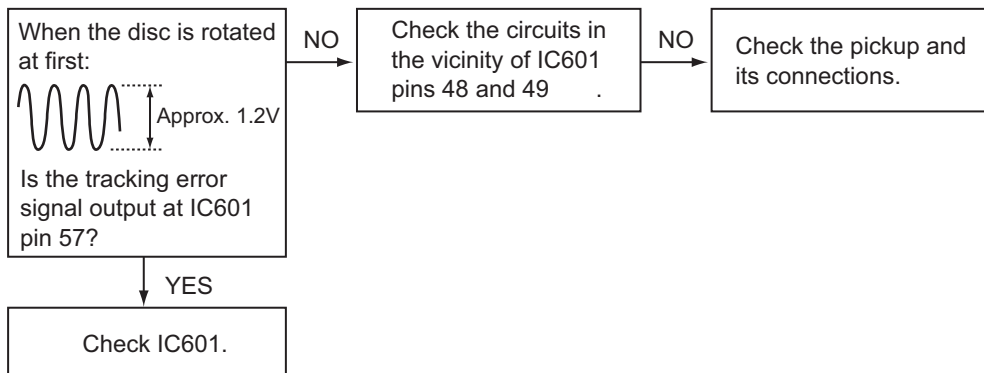 When the disc is rotated
at first:
Approx. 1.2V
Is the tracking error
signal output at IC601
pin 57?
NO
Check the circuits in
the vicinity of IC601
pins 48 and 49 .
NO
Check the pickup and
its connections.
YES
Check IC601.